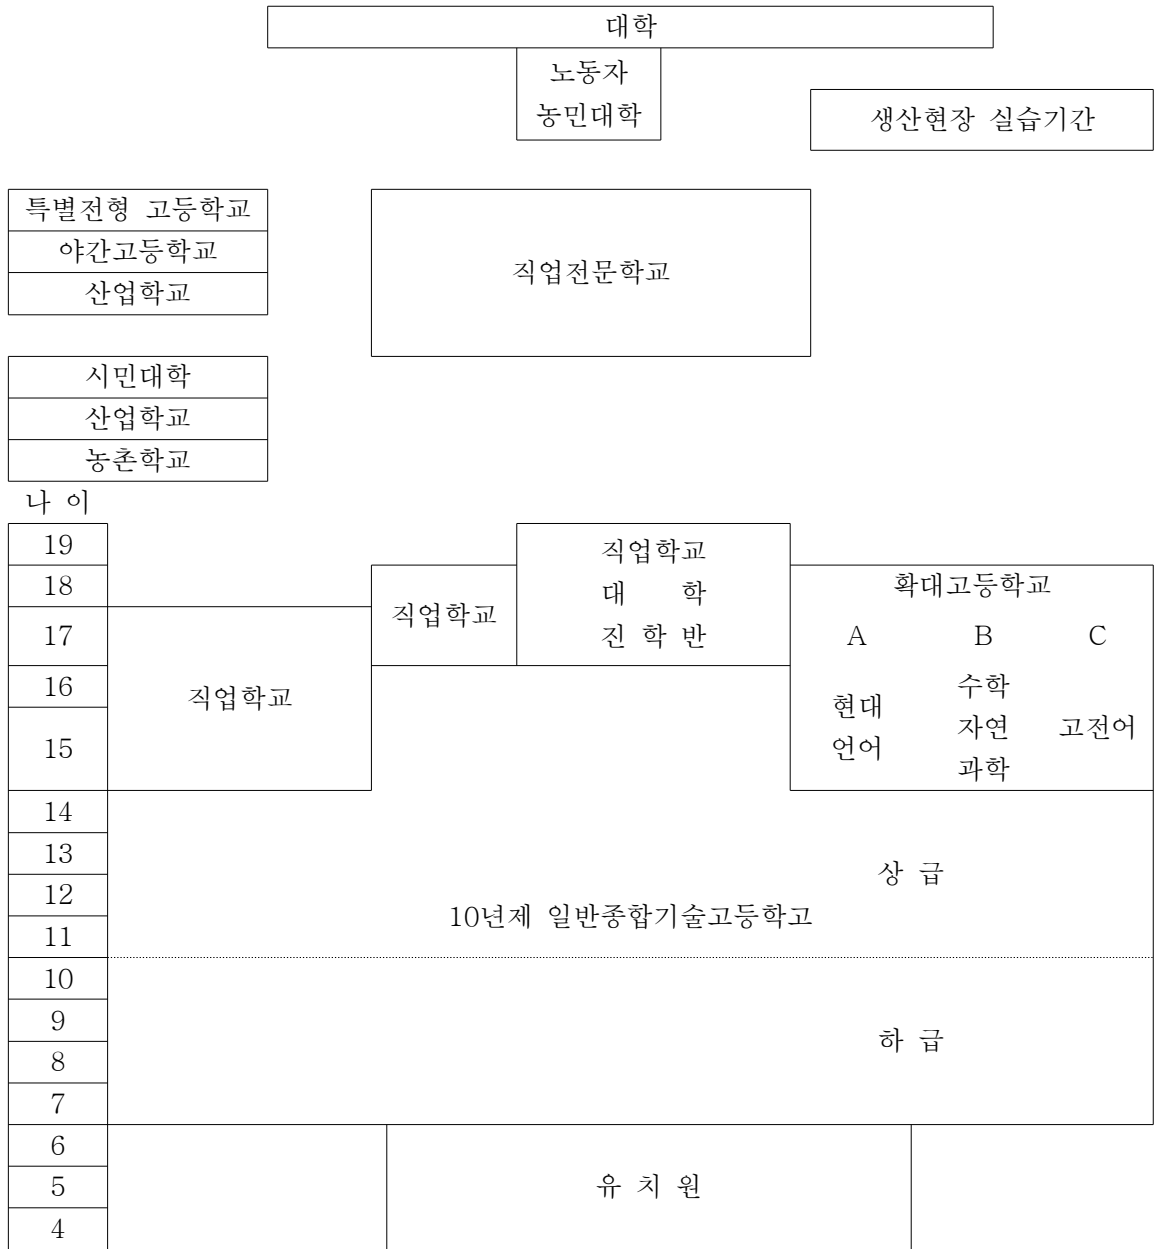 대학
노동자
농민대학
생산현장 실습기간
특별전형 고등학교
야간고등학교
산업학교
직업전문학교
시민대학
산업학교
농촌학교
나 이
19
18
17
16
15
14
13
12
11
10
9
8
7
6
5
4
직업학교
직업학교
직업학교
대 학
진 학 반
확대고등학교
A B C
현대
언어
수학
자연
과학
고전어
상 급
10년제 일반종합기술고등학고
하 급
유 치 원